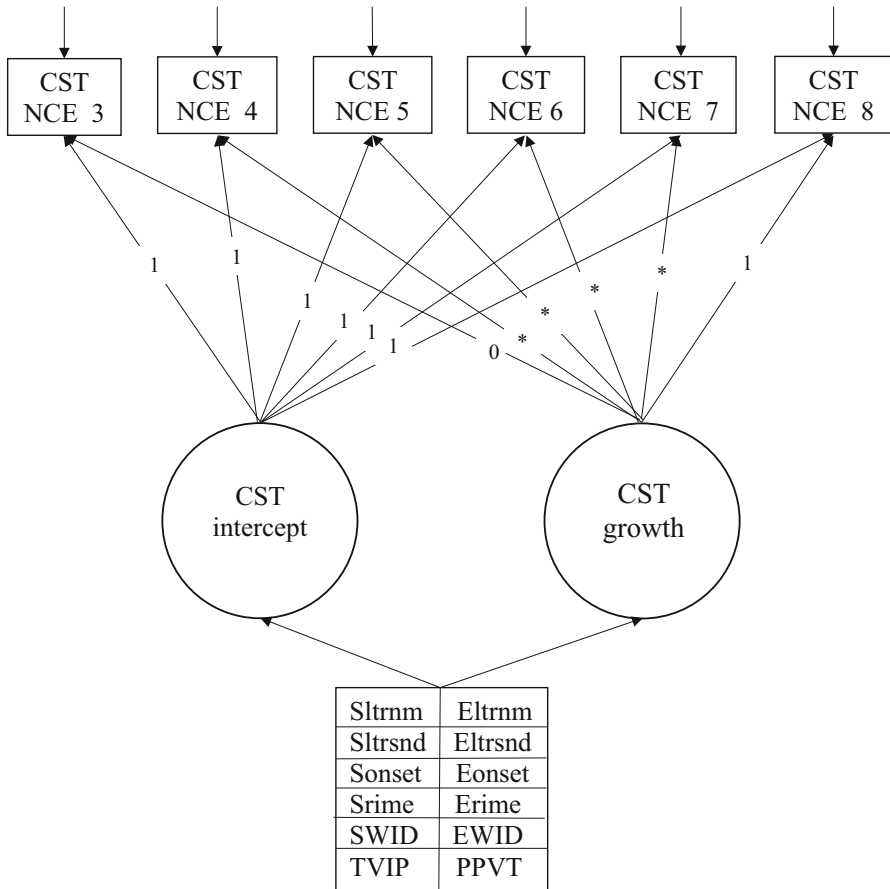 CST
NCE 3
CST
NCE 4
CST
NCE 5
CST
NCE 6
CST
NCE 7
CST
NCE 8
1
1
1
1
1
1
0
*
*
*
*
1
CST
intercept
CST
growth
Sltrnm Eltrnm
Sltrsnd Eltrsnd
Sonset Eonset
Srime Erime
SWID EWID
TVIP PPVT